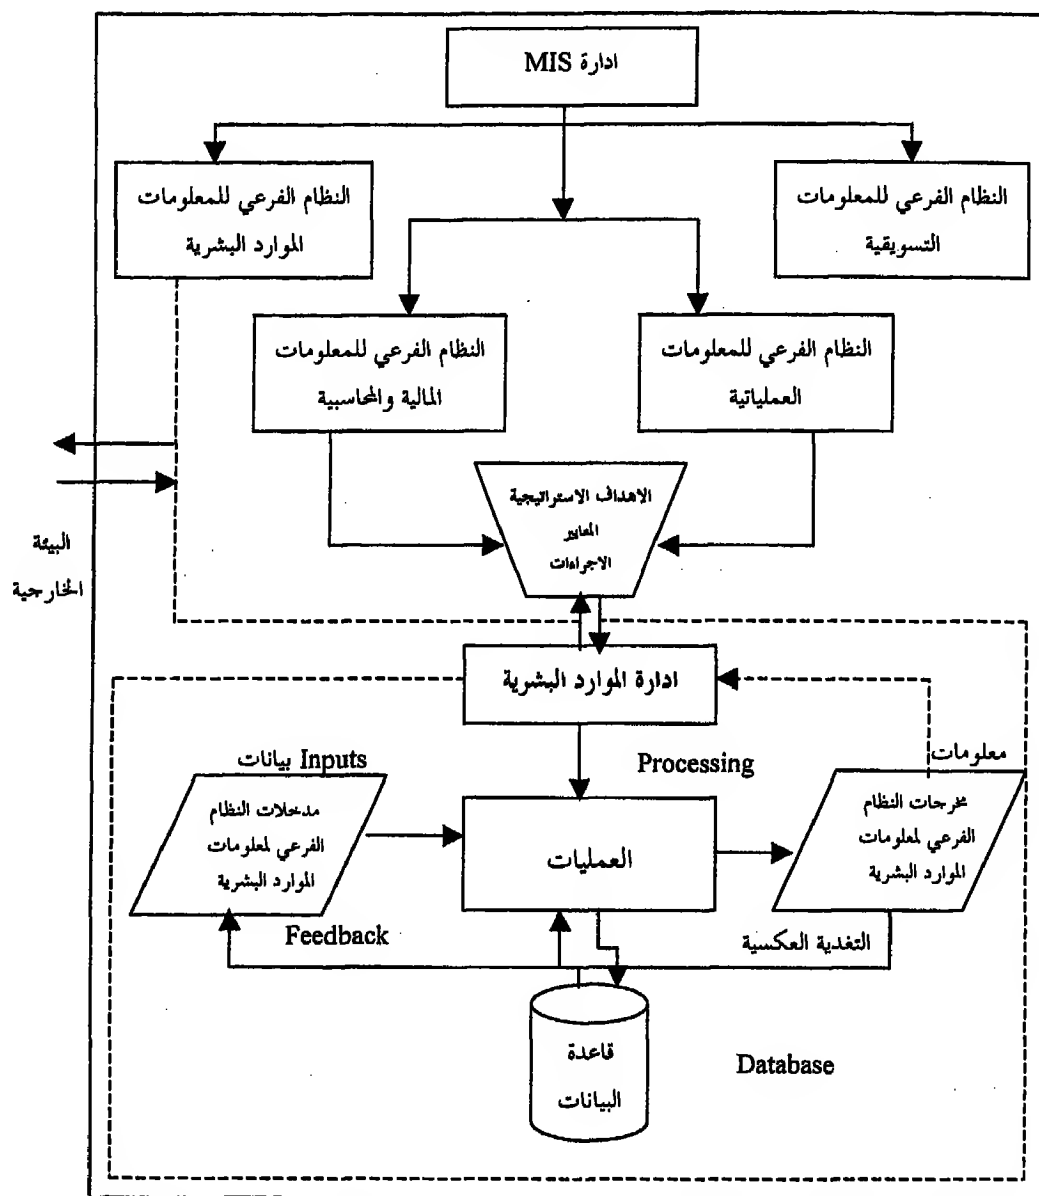 ادارة MIS
النظام الفرعي للمعلومات
التسويقية
النظام الفرعي للمعلومات
الموارد البشرية
النظام الفرعي للمعلومات
العملياتية
النظام الفرعي للمعلومات
المالية والمحاسبية
الاهداف الاستراتيجية
المعايير
الاجراءات
البيئة
الخارجية
ادارة الموارد البشرية
معلومات
Processing
بيانات Inputs
مخرجات النظام
الفرعي لمعلومات
الموارد البشرية
العمليات
مدخلات النظام
الفرعي لمعلومات
الموارد البشرية
التغدية العكسية
Feedback
قاعدة
البيانات
Database